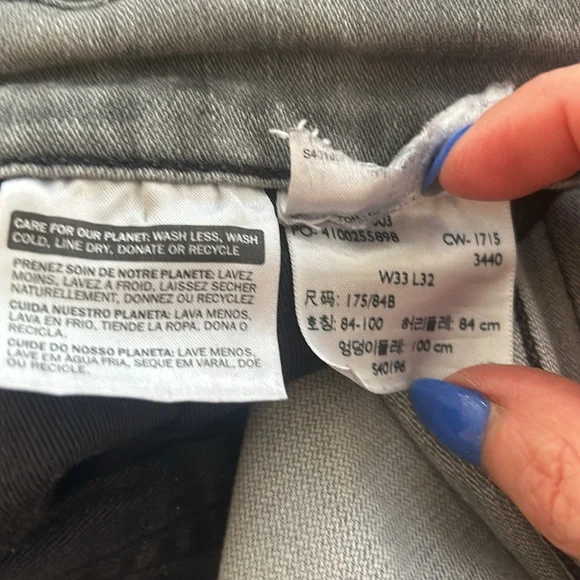 CARE FOR OUR PLANET: WASH LESS, WASH
COLD, LINE DRY, DONATE OR RECYCLE
PRENEZ SOIN DE NOTRE PLANETE: LAVEZ
MOINS, LAVEZ A FROID, LAISSEZ SECHER
NATURELLEMENT, DONNEZ OU RECYCLEZ
CUIDA NUESTRO PLANETA: LAVA MENOS,
LAVA EN FRIO, TIENDE LA ROPA, DONA O
RECICLA.
CUIDE DO NOSSO PLANETA: LAVE MENOS,
LAVE EM ÁGUA FRIA, SEQUE EM VARAL, DOE
OU RECICLE.
PO- 4100255898 CW- 1715
3440
W33 L32
尺码: 175/84B
호칭: 84-100 허리둘레: 84 cm
엉덩이둘레: 100 cm
S40196